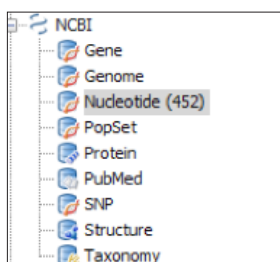 NCBI
Gene
Genome
Nucleotide (452)
PopSet
Protein
PubMed
SNP
Structure
Taxonomy